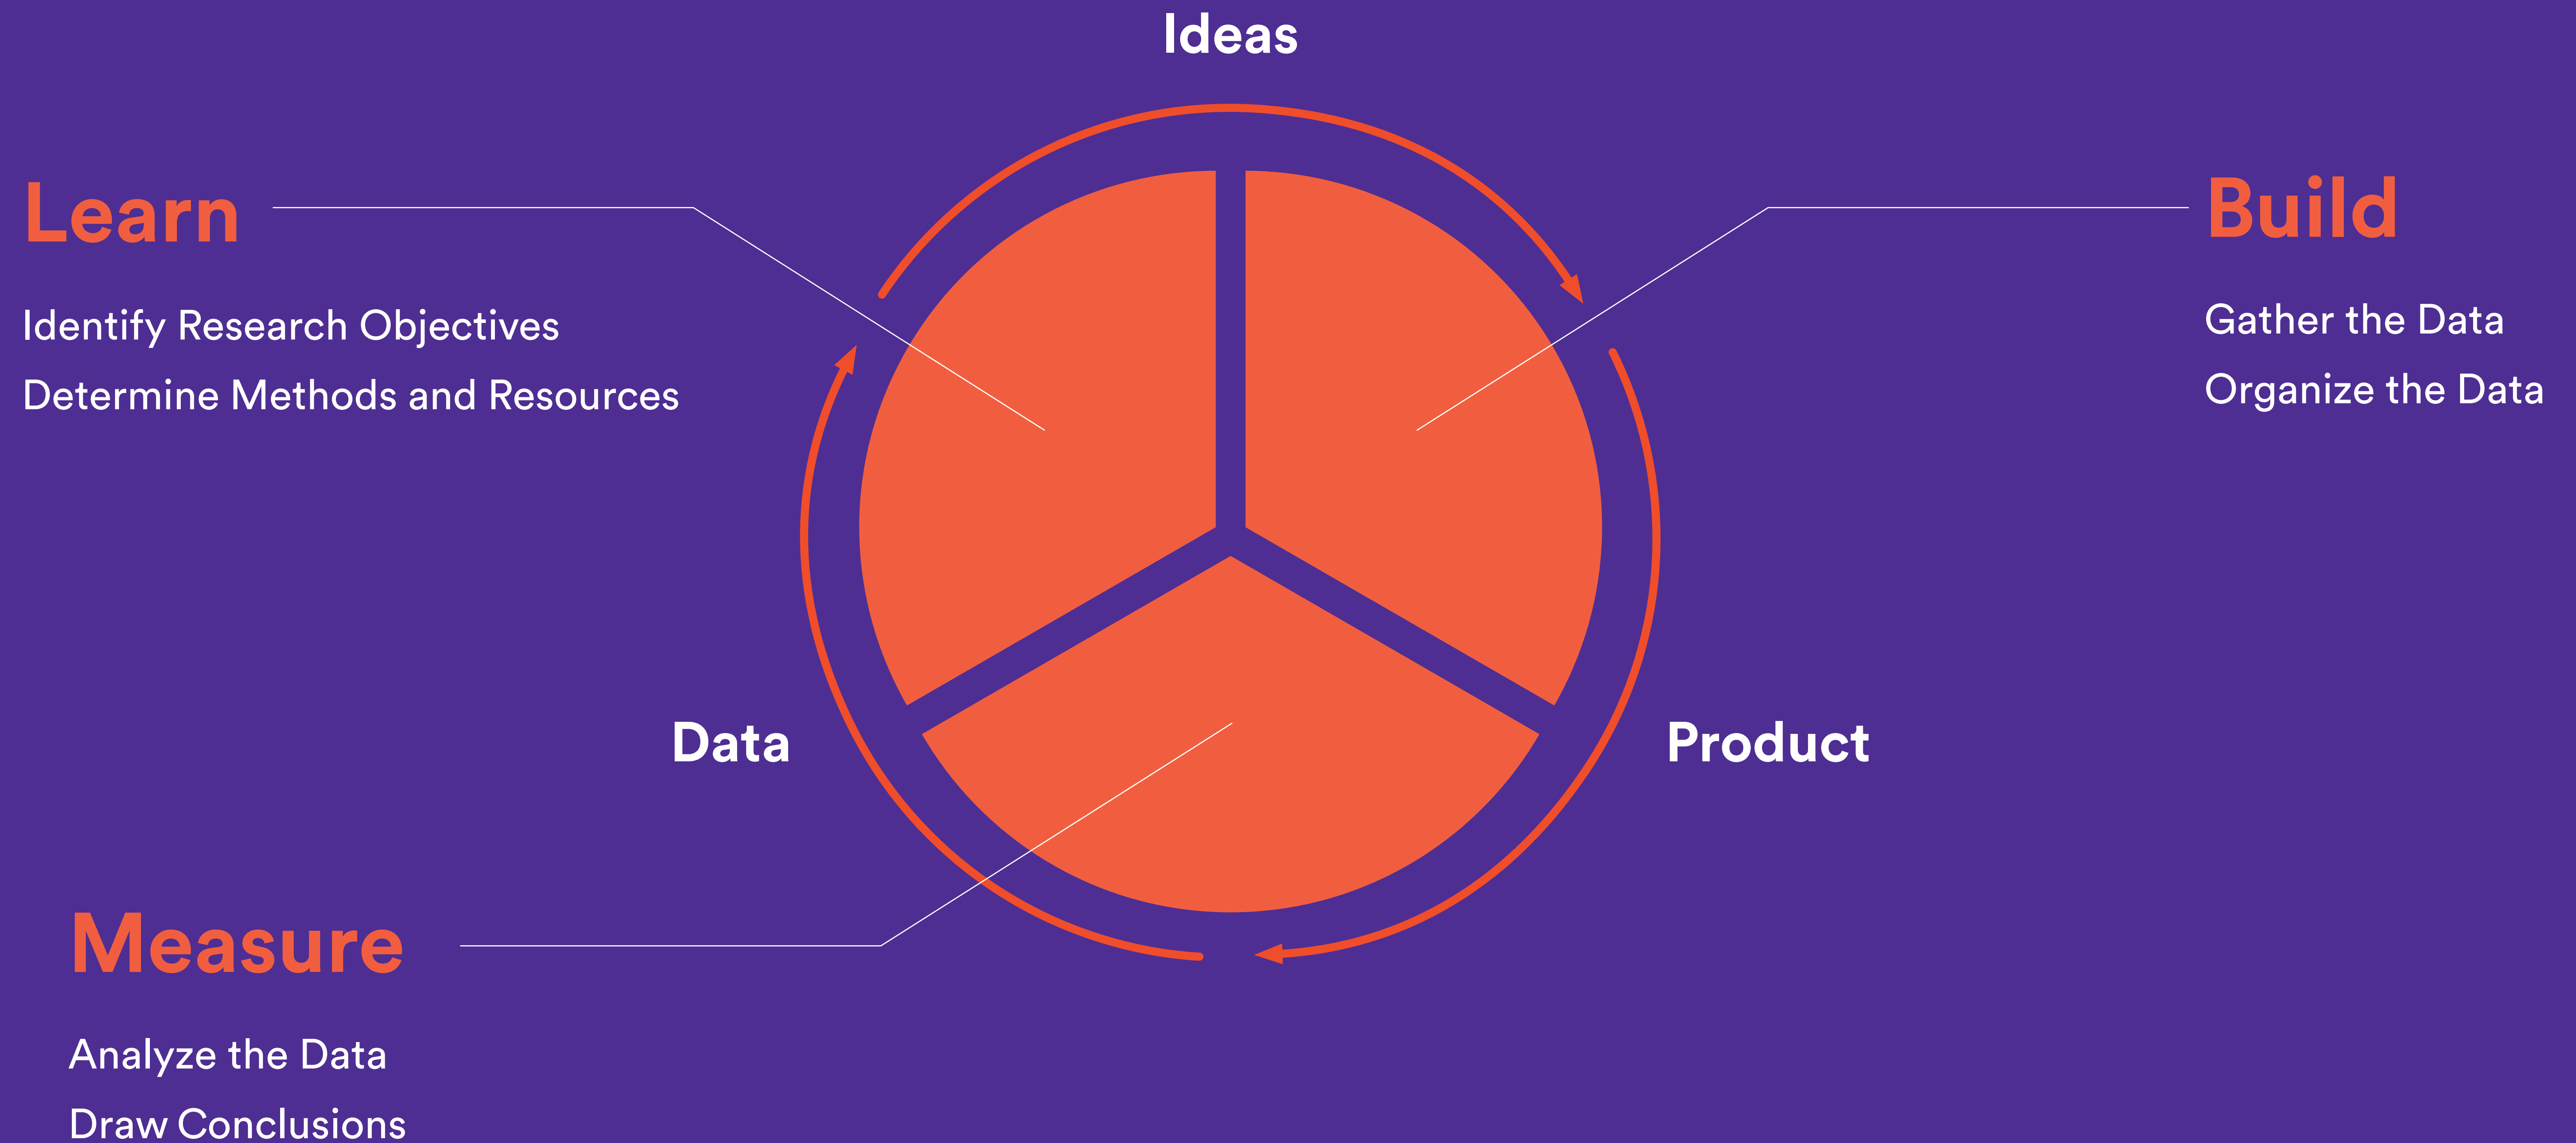 Ideas
Learn
Identify Research Objectives
Determine Methods and Resources
Build
Gather the Data
Organize the Data
Data
Product
Measure
Analyze the Data
Draw Conclusions